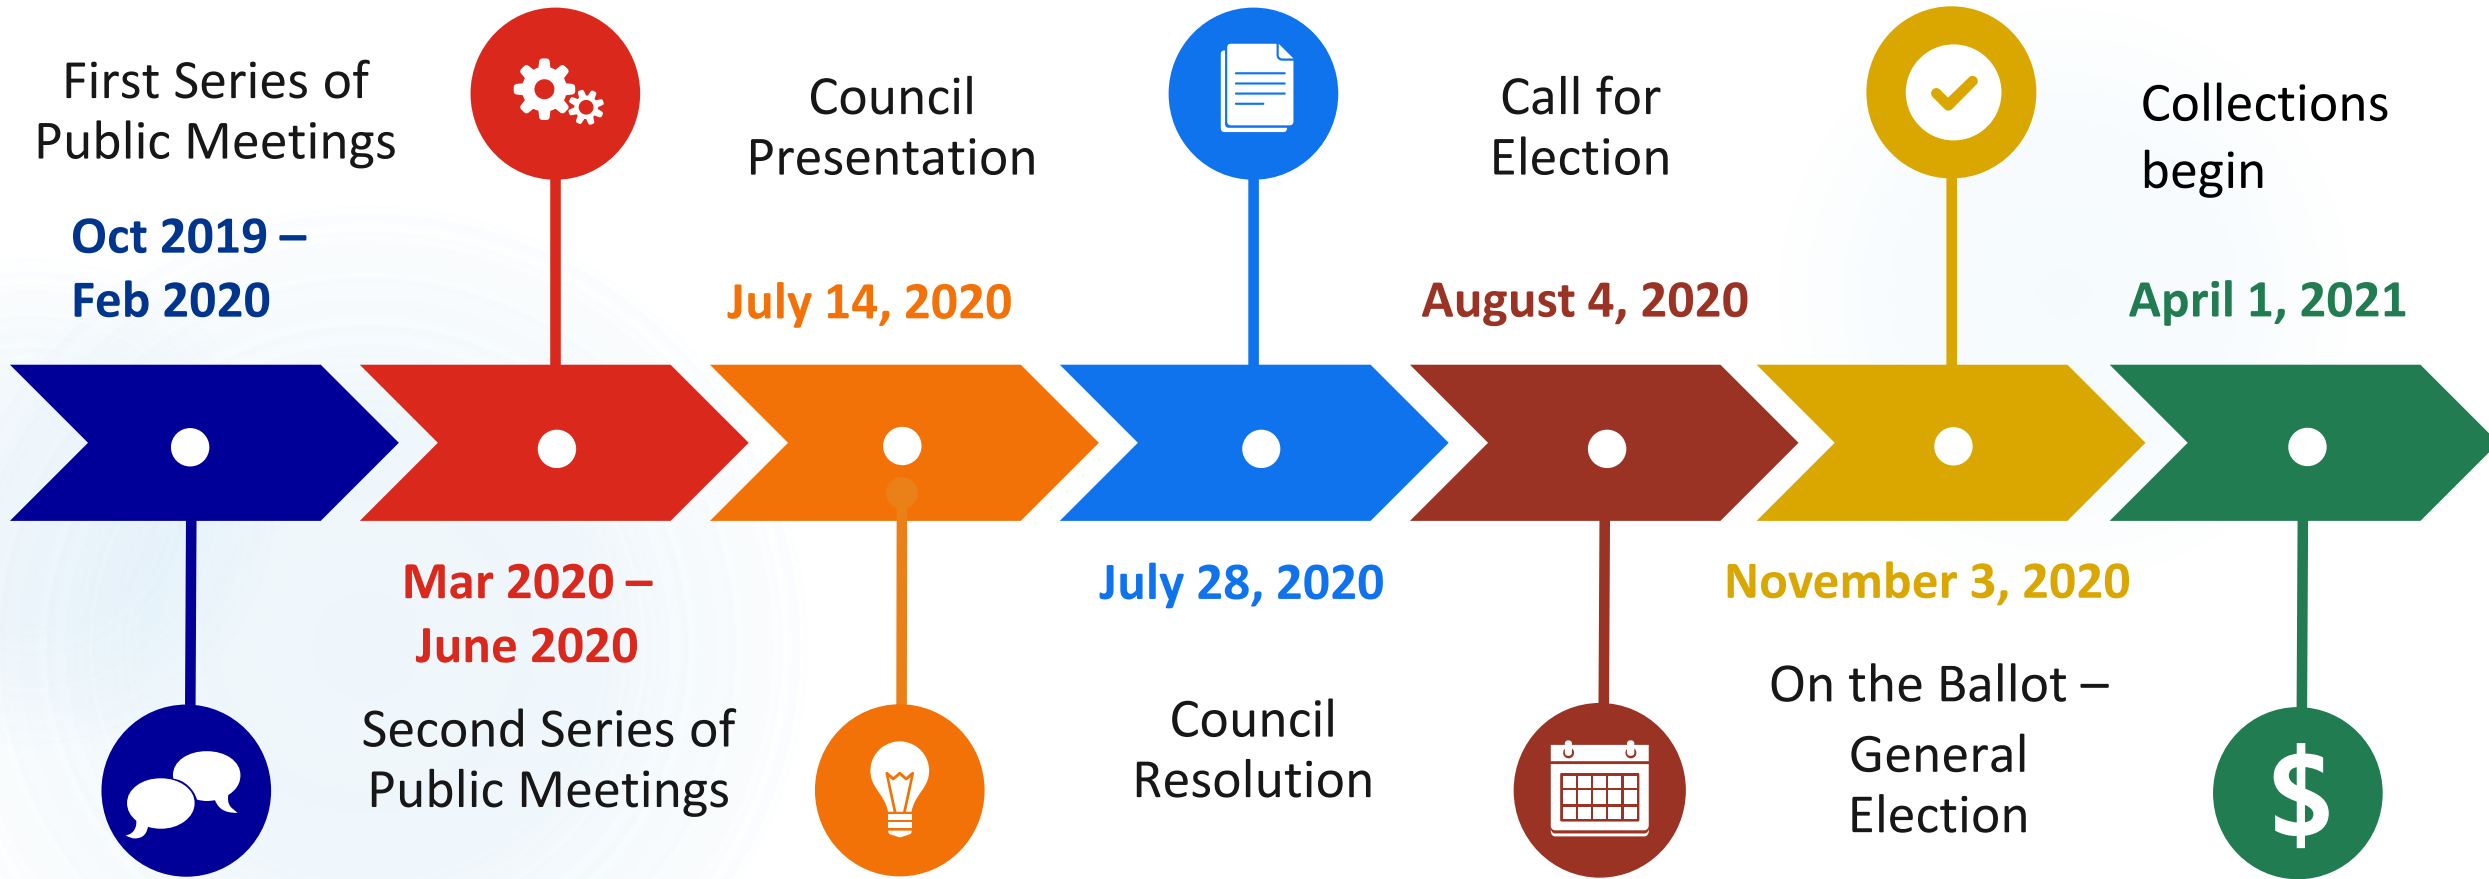 First Series of
Public Meetings
Oct 2019 –
Feb 2020
Mar 2020 –
June 2020
Second Series of
Public Meetings
Council
Presentation
July 14, 2020
July 28, 2020
Council
Resolution
Call for
Election
August 4, 2020
November 3, 2020
On the Ballot –
General
Election
Collections
begin
April 1, 2021
$